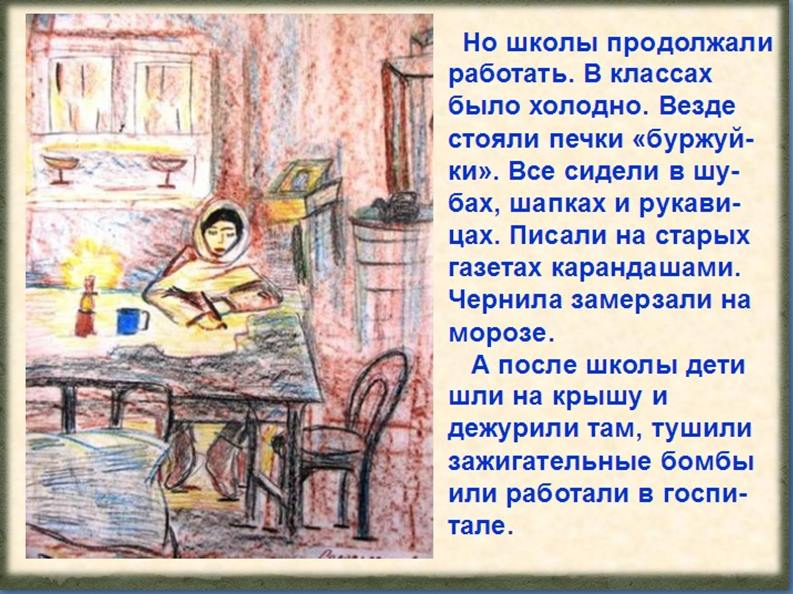 Но школы продолжали
работать. В классах
было холодно. Везде
стояли печки «буржуй-
ки». Все сидели в шу-
бах, шапках и рукави-
цах. Писали на старых
газетах карандашами.
Чернила замерзали на
морозе.
А после школы дети
шли на крышу и
дежурили там, тушили
зажигательные бомбы
или работали в госпи-
тале.